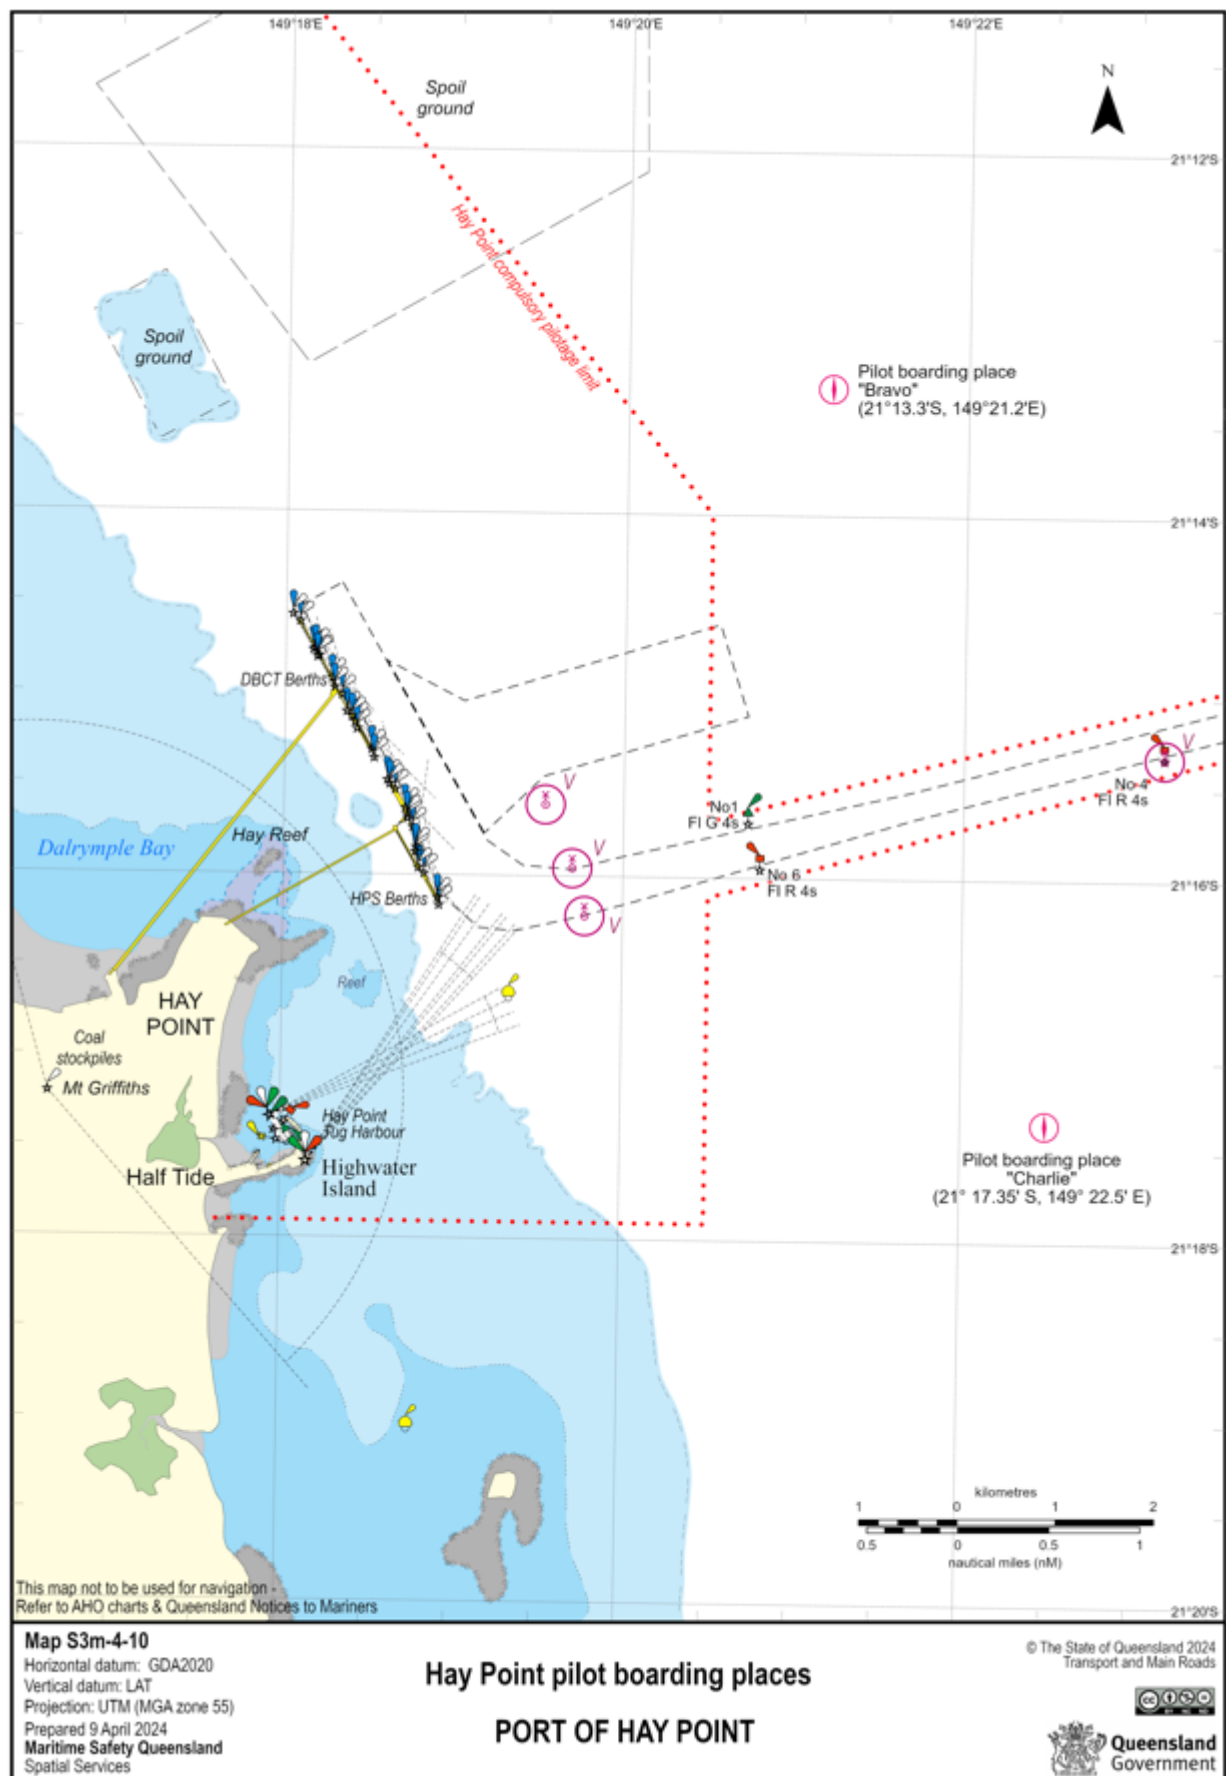 149°18'E
149°20'E
149°22'E
Spoil
ground
N
21°12'S
Hay Point compulsory pilotage limit
Spoil
ground
Pilot boarding place
"Bravo"
(21°13.3'S, 149°21.2'E)
21°14'S
DBCT Berths
V
V
No 4
Fl R 4s
No1
Fl G 4s
Hay Reef
Dalrymple Bay
V
No 6
Fl R 4s
21°16'S
HPS Berths
V
Reef
HAY
POINT
Coal
stockpiles
Mt Griffiths
Hay Point
Tug Harbour
Highwater
Island
Half Tide
Pilot boarding place
"Charlie"
(21° 17.35' S, 149° 22.5' E)
21°18'S
kilometres
1 0 1 2
0.5 0 0.5 1
nautical miles (nM)
This map not to be used for navigation -
Refer to AHO charts & Queensland Notices to Mariners
21°20'S
Map S3m-4-10
Horizontal datum: GDA2020
Vertical datum: LAT
Projection: UTM (MGA zone 55)
Prepared 9 April 2024
Maritime Safety Queensland
Spatial Services
Hay Point pilot boarding places
PORT OF HAY POINT
© The State of Queensland 2024
Transport and Main Roads
Queensland
Government